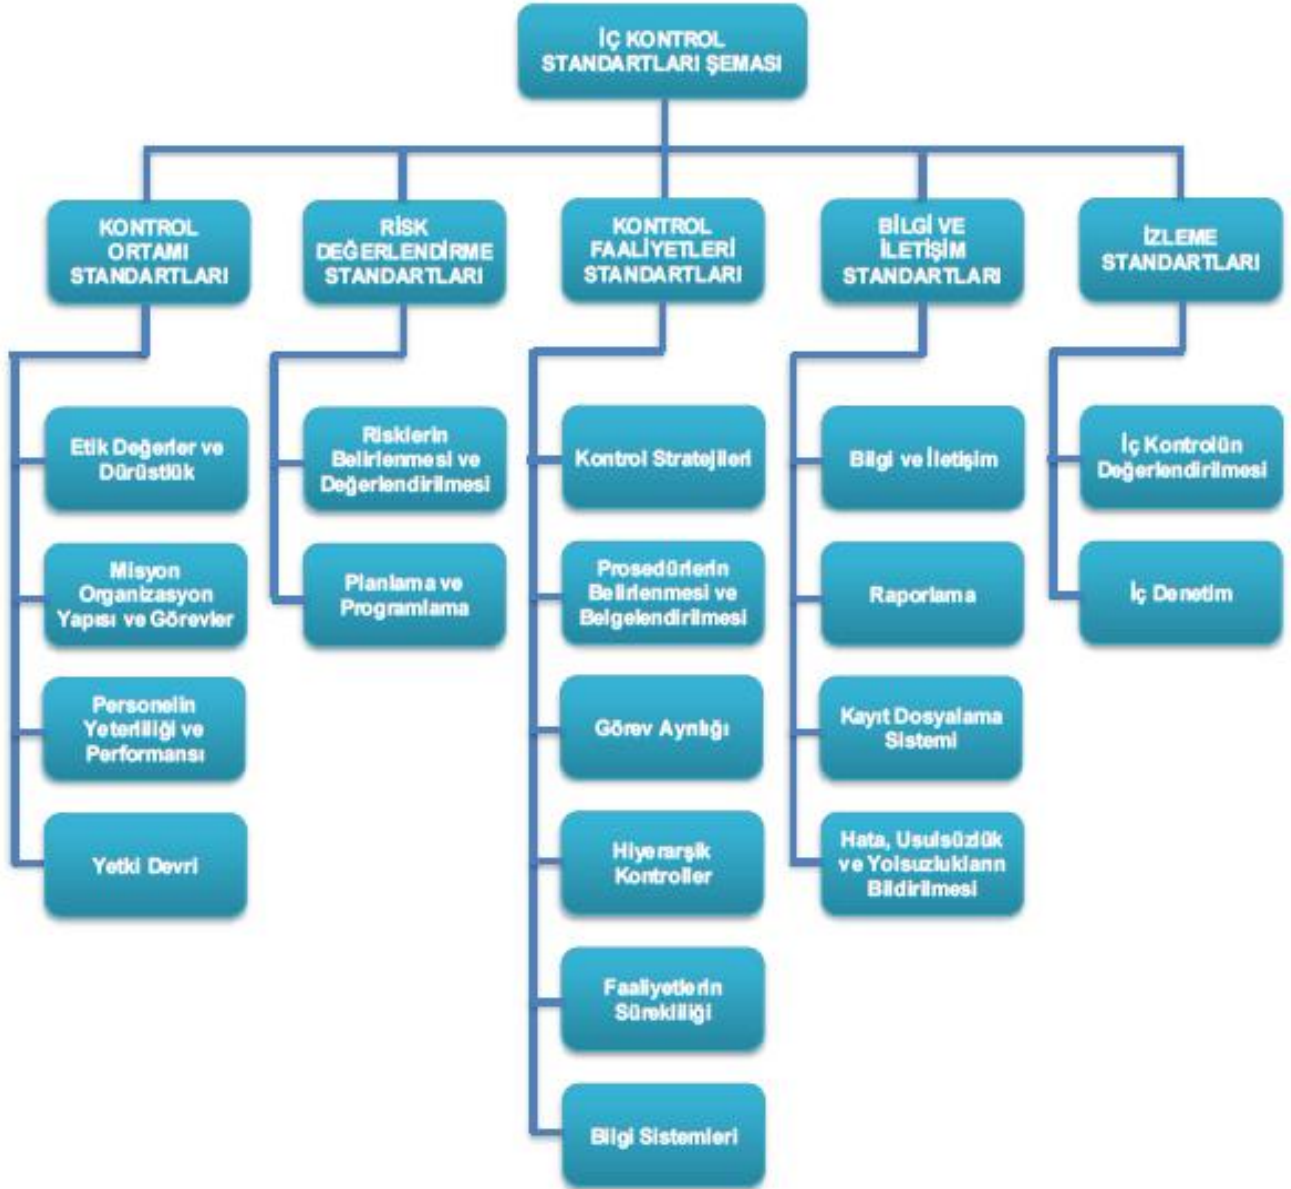 İÇ KONTROL
STANDARTLARI ŞEMASI
KONTROL
ORTAMI
STANDARTLARI
RİSK
DEĞERLENDİRME
STANDARTLARI
KONTROL
FAALİYETLERİ
STANDARTLARI
BİLGİ VE
İLETİŞİM
STANDARTLARI
İZLEME
STANDARTLARI
Etik Değerler ve
Dürüstlük
Misyon
Organizasyon
Yapısı ve Görevler
Personelin
Yeterliliği ve
Performansı
Yetki Devri
Risklerin
Belirlenmesi ve
Değerlendirilmesi
Planlama ve
Programlama
Kontrol Stratejileri
Prosedürlerin
Belirlenmesi ve
Belgelendirilmesi
Görev Ayrılığı
Hiyerarşik
Kontroller
Faaliyetlerin
Sürekliliği
Bilgi Sistemleri
Bilgi ve İletişim
Raporlama
Kayıt Dosyalama
Sistemi
Hata, Usulsüzlük
ve Yolsuzlukların
Bildirilmesi
İç Kontrolün
Değerlendirilmesi
İç Denetim